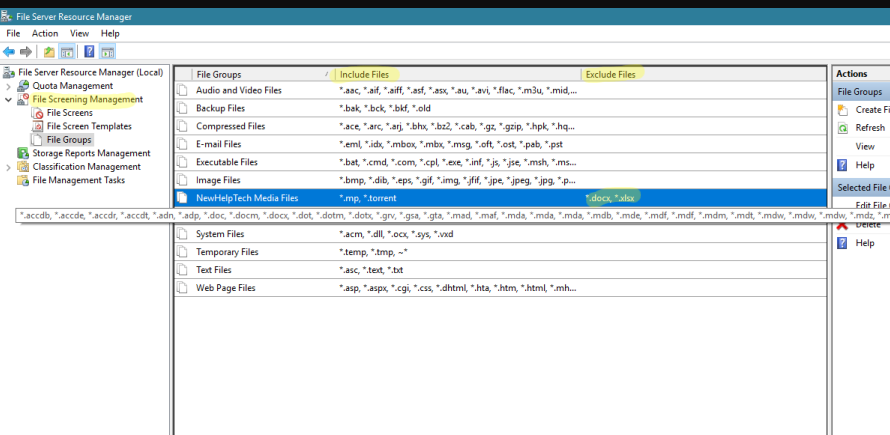 File Server Resource Manager
File Action View Help
File Server Resource Manager (Local)
Quota Management
File Screening Management
File Screens
File Screen Templates
File Groups
Storage Reports Management
Classification Management
File Management Tasks
File Groups Include Files Exclude Files
Audio and Video Files *.aac, *.aif, *.aiff, *.asf, *.asx, *.au, *.avi, *.flac, *.m3u, *.mid,...
Backup Files *.bak, *.bck, *.bkf, *.old
Compressed Files *.ace, *.arc, *.arj, *.bhx, *.bz2, *.cab, *.gz, *.gzip, *.hpk, *.hq...
E-mail Files *.eml, *.idx, *.mbox, *.mbx, *.msg, *.oft, *.ost, *.pab, *.pst
Executable Files *.bat, *.cmd, *.com, *.cpl, *.exe, *.inf, *.js, *.jse, *.msh, *.ms...
Image Files *.bmp, *.dib, *.eps, *.gif, *.img, *.jfif, *.jpe, *.jpeg, *.jpg, *.p...
NewHelpTech Media Files *.mp, *.torrent *.docx, *.xlsx
*.accdb, *.accde, *.accdr, *.accdt, *.adn, *.adp, *.doc, *.docm, *.docx, *.dot, *.dotm, *.dotx, *.grv, *.gsa, *.gta, *.mad, *.maf, *.mda, *.mda, *.mda, *.mdb, *.mde, *.mdf, *.mdf, *.mdm, *.mdt, *.mdw, *.mdw, *.mdw, *.mdz, *.m
System Files *.acm, *.dll, *.ocx, *.sys, *.vxd
Temporary Files *.temp, *.tmp, ~*
Text Files *.asc, *.text, *.txt
Web Page Files *.asp, *.aspx, *.cgi, *.css, *.dhtml, *.hta, *.htm, *.html, *.mh...
Actions
File Groups
Create Fi
Refresh
View
Help
Selected File
Edit File
Delete
Help